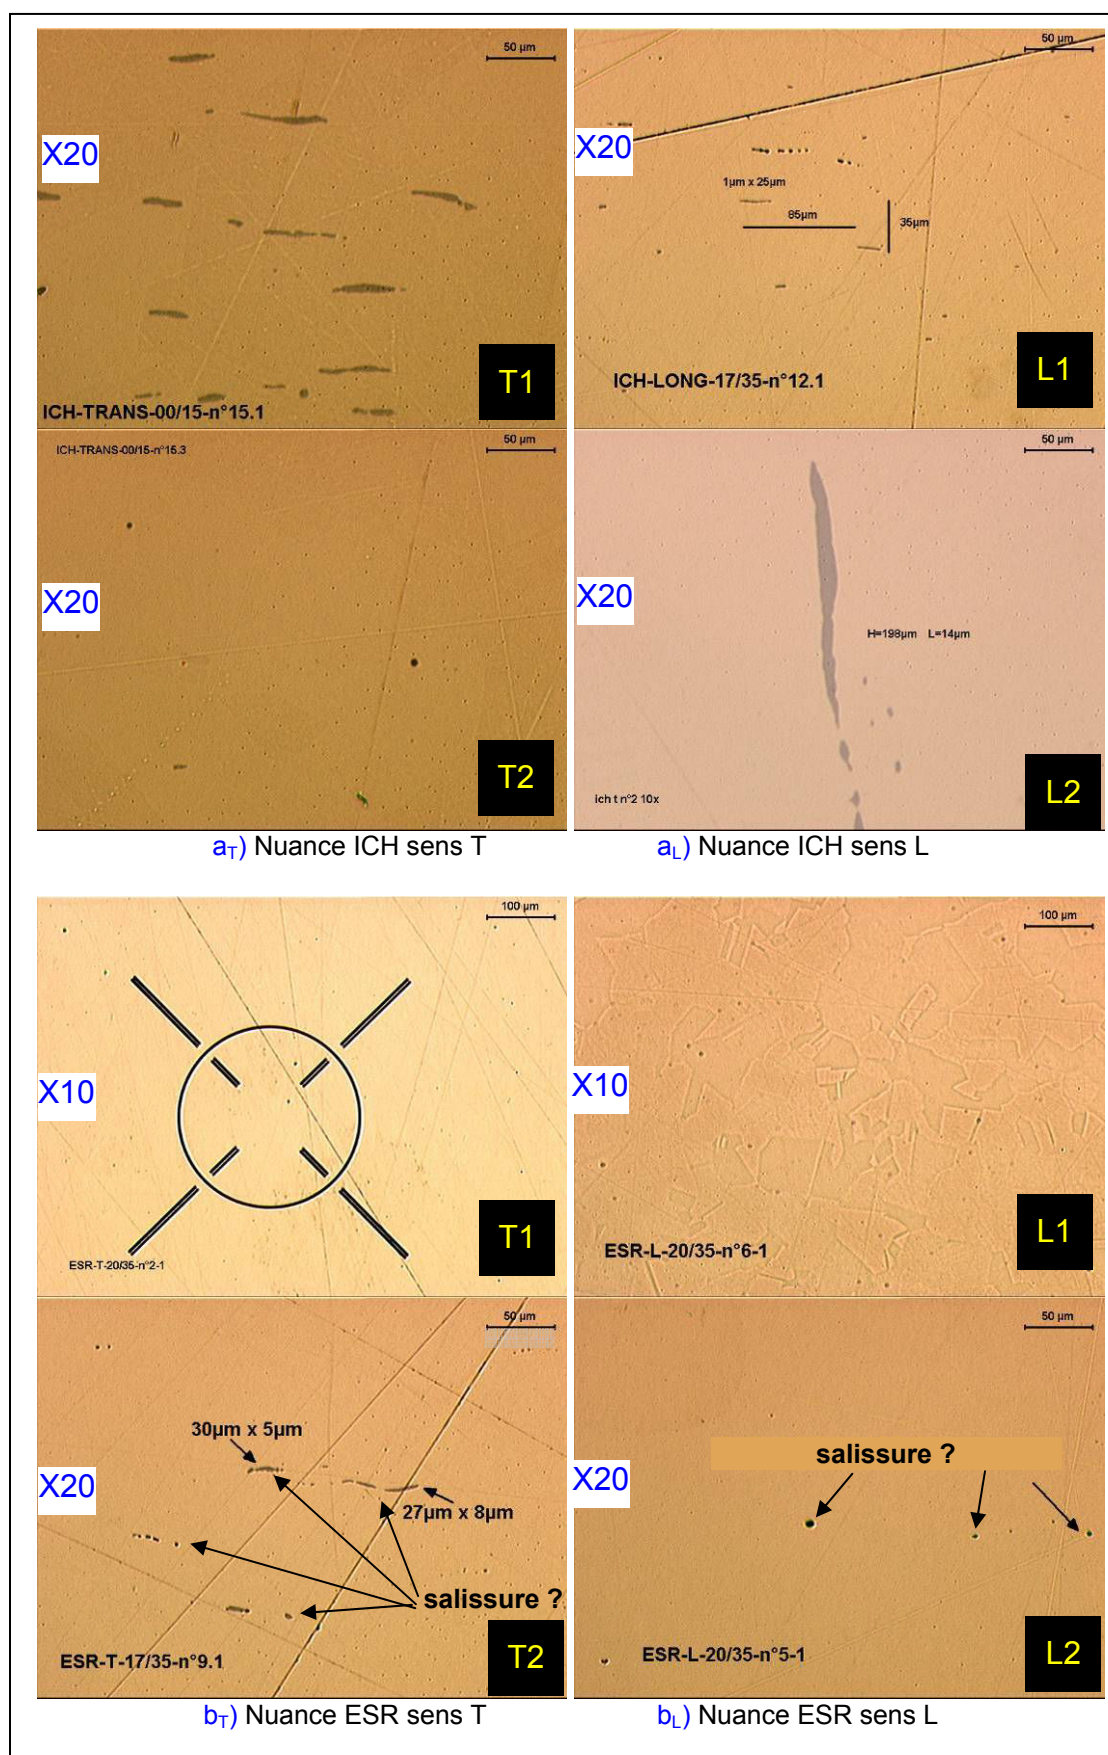 50 µm
X20
T1
ICH-TRANS-00/15-n°15.1
50 µm
X20
1µm x 25µm
85µm
35µm
L1
ICH-LONG-17/35-n°12.1
50 µm
ICH-TRANS-00/15-n°15.3
X20
T2
50 µm
X20
H=198µm L=14µm
L2
ich t n°2 10x
aT) Nuance ICH sens T
aL) Nuance ICH sens L
100 µm
X10
T1
ESR-T-20/35-n°2-1
100 µm
X10
L1
ESR-L-20/35-n°6-1
50 µm
30µm x 5µm
X20
27µm x 8µm
salissure ?
ESR-T-17/35-n°9.1
T2
50 µm
salissure ?
X20
ESR-L-20/35-n°5-1
L2
bT) Nuance ESR sens T
bL) Nuance ESR sens L